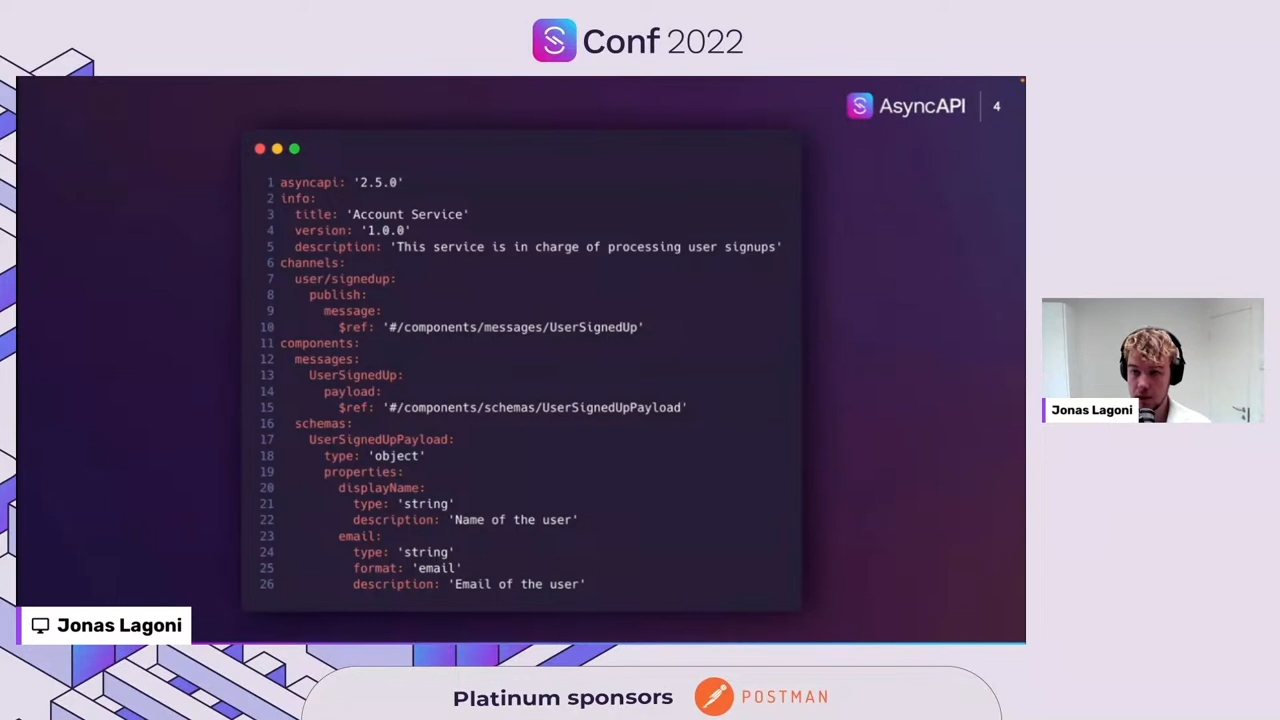 Conf 2022
AsyncAPI 4
1 asyncapi: '2.5.0'
2 info:
3 title: 'Account Service'
4 version: '1.0.0'
5 description: 'This service is in charge of processing user signups'
6 channels:
7 user/signedup:
8 publish:
9 message:
10 $ref: '#/components/messages/UserSignedUp'
11 components:
12 messages:
13 UserSignedUp:
14 payload:
15 $ref: '#/components/schemas/UserSignedUpPayload'
16 schemas:
17 UserSignedUpPayload:
18 type: 'object'
19 properties:
20 displayName:
21 type: 'string'
22 description: 'Name of the user'
23 email:
24 type: 'string'
25 format: 'email'
26 description: 'Email of the user'
Jonas Lagoni
Jonas Lagoni
Platinum sponsors POSTMAN